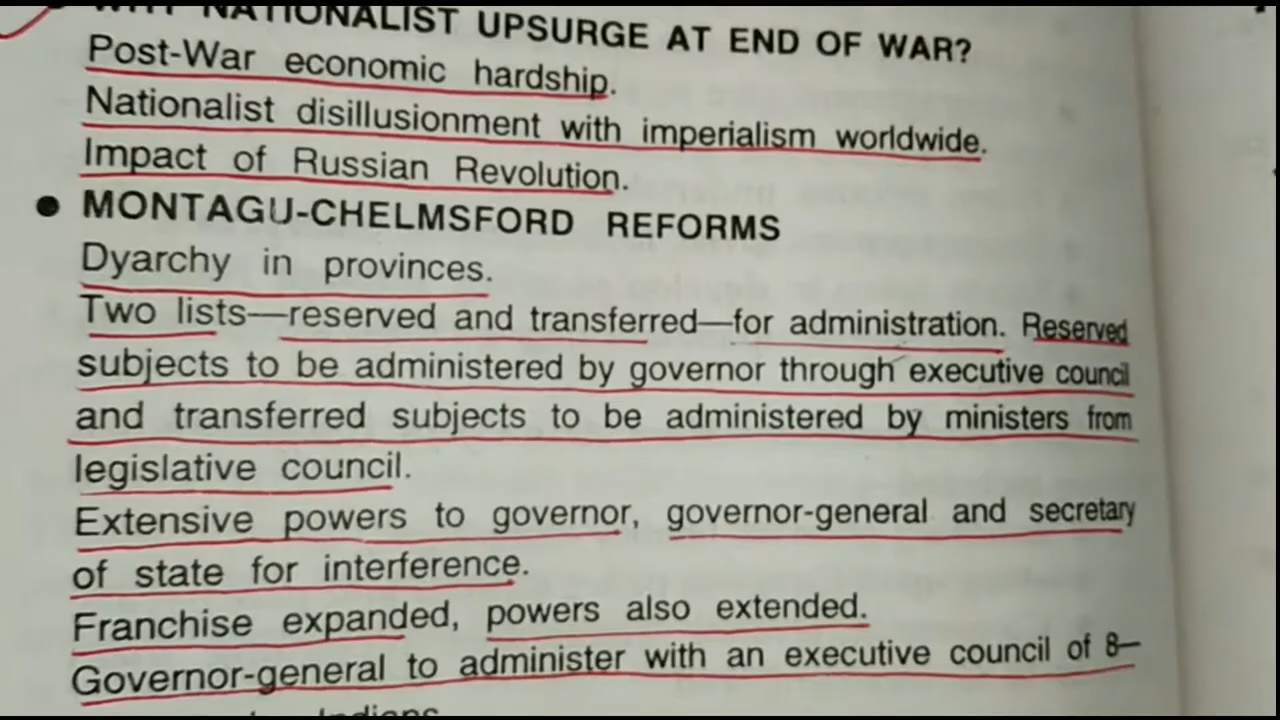 WHY NATIONALIST UPSURGE AT END OF WAR?
Post-War economic hardship.
Nationalist disillusionment with imperialism worldwide.
Impact of Russian Revolution.
● MONTAGU-CHELMSFORD REFORMS
Dyarchy in provinces.
Two lists—reserved and transferred—for administration. Reserved
subjects to be administered by governor through executive council
and transferred subjects to be administered by ministers from
legislative council.
Extensive powers to governor, governor-general and secretary
of state for interference.
Franchise expanded, powers also extended.
Governor-general to administer with an executive council of 8—
Indians